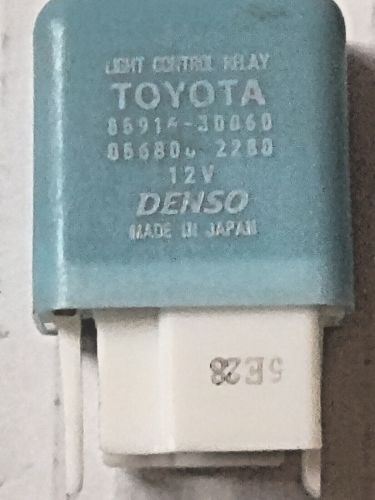 LIGHT CONTROL RELAY
TOYOTA
85914-30060
056800-2280
12V
DENSO
MADE IN JAPAN
5E28